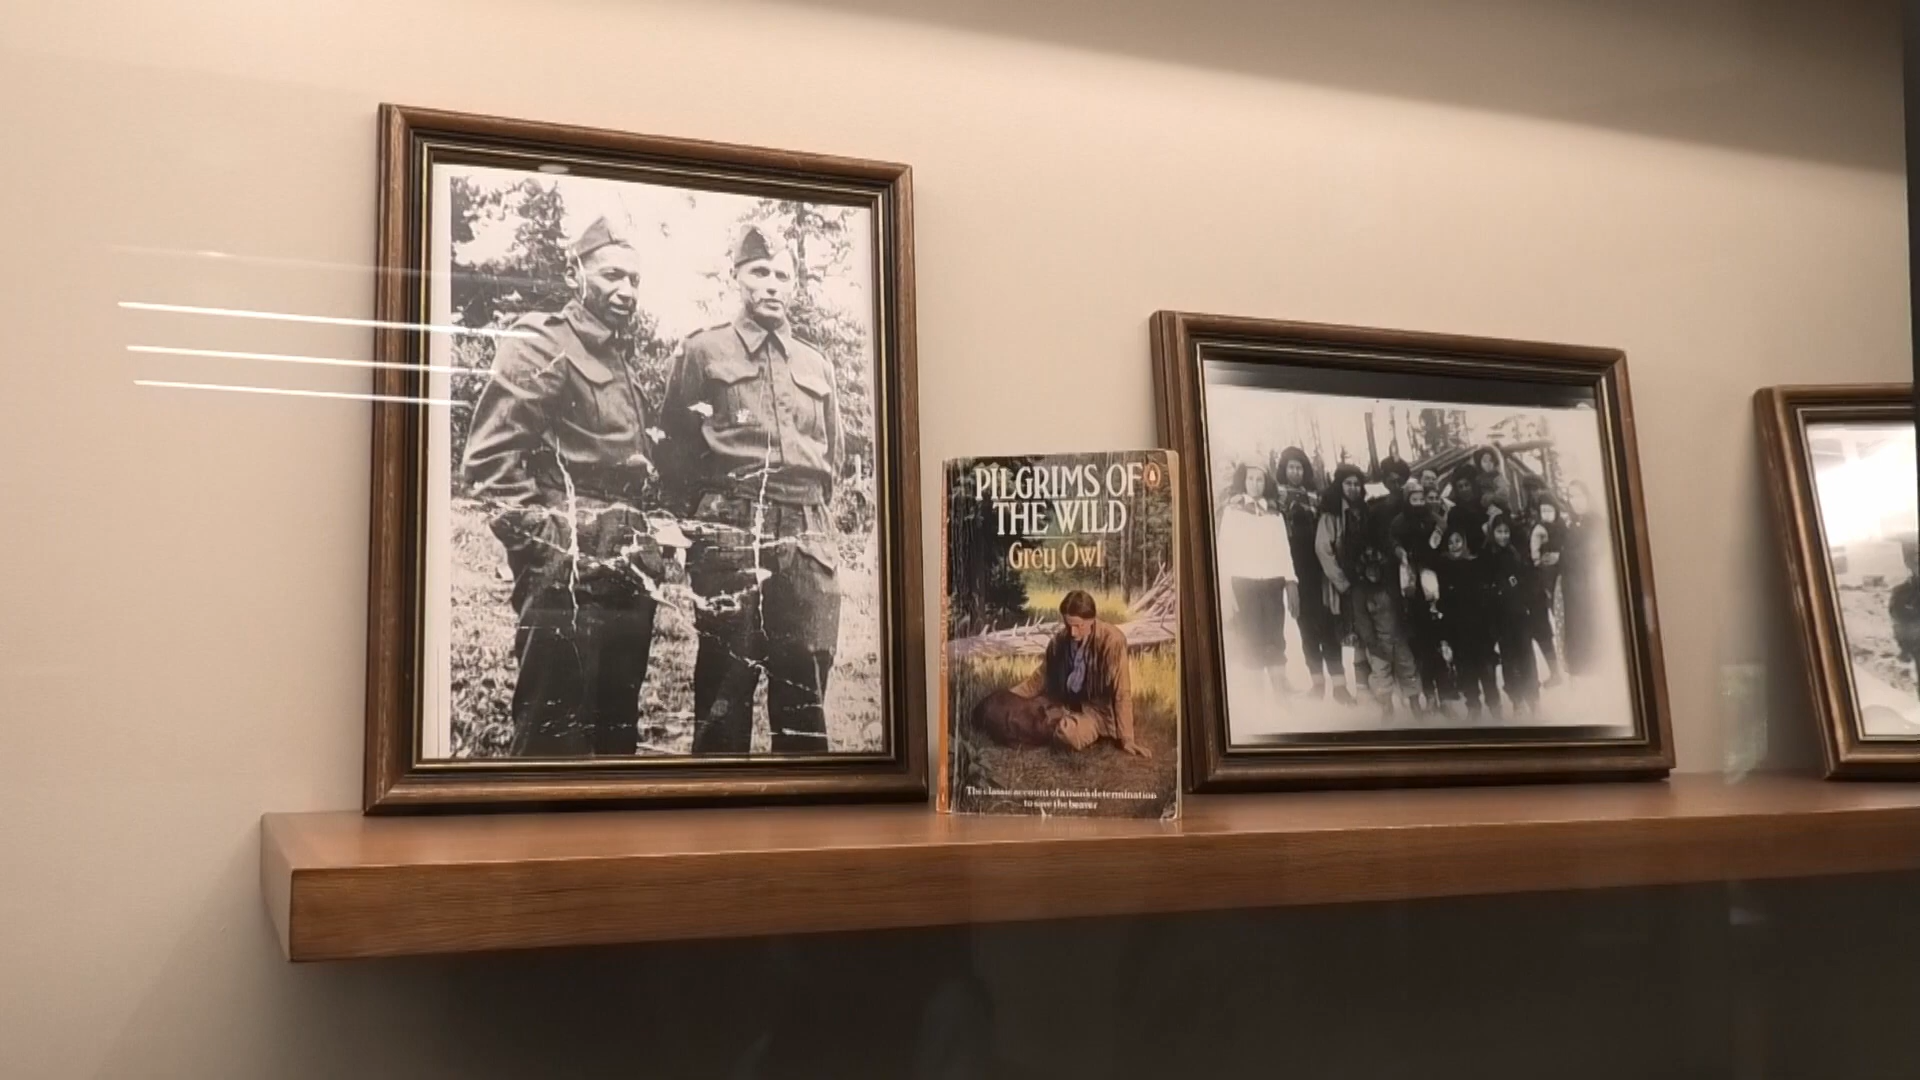 PILGRIMS OF
THE WILD
Grey Owl
The classic account of a man's determination
to save the beaver